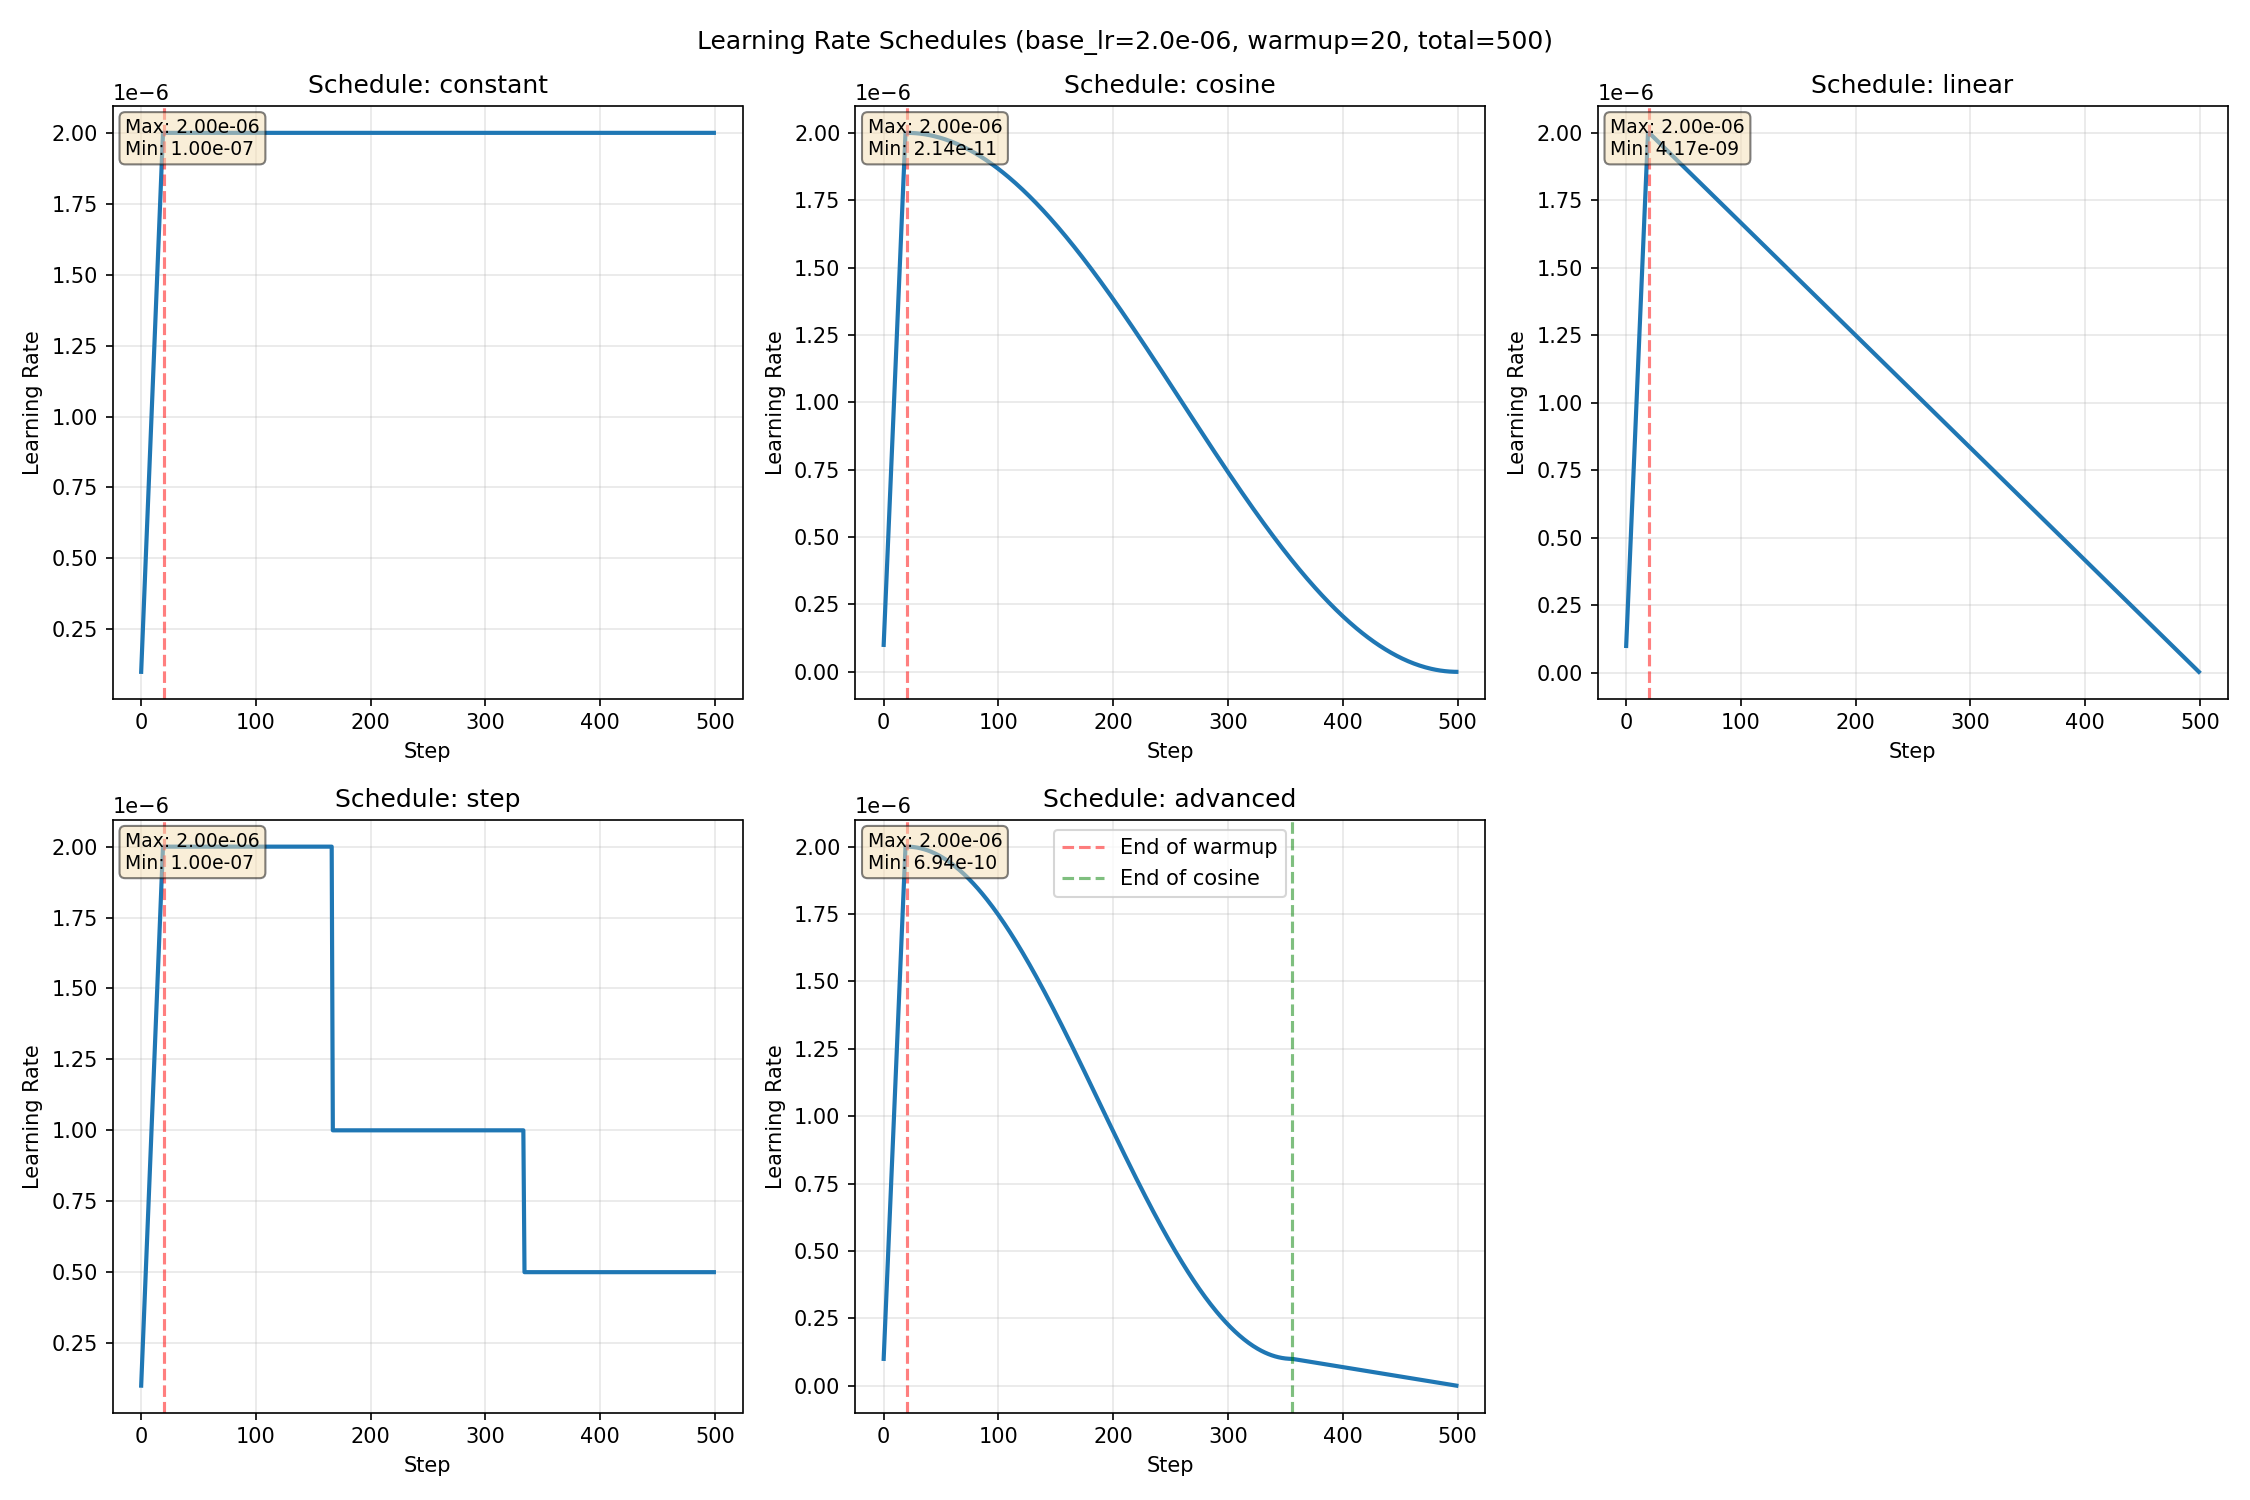 Learning Rate Schedules (base_lr=2.0e-06, warmup=20, total=500)
Schedule: constant
1e−6
Max: 2.00e-06
Min: 1.00e-07
2.00
1.75
1.50
1.25
1.00
0.75
0.50
0.25
Learning Rate
0 100 200 300 400 500
Step
Schedule: cosine
1e−6
Max: 2.00e-06
Min: 2.14e-11
2.00
1.75
1.50
1.25
1.00
0.75
0.50
0.25
0.00
Learning Rate
0 100 200 300 400 500
Step
Schedule: linear
1e−6
Max: 2.00e-06
Min: 4.17e-09
2.00
1.75
1.50
1.25
1.00
0.75
0.50
0.25
0.00
Learning Rate
0 100 200 300 400 500
Step
Schedule: step
1e−6
Max: 2.00e-06
Min: 1.00e-07
2.00
1.75
1.50
1.25
1.00
0.75
0.50
0.25
Learning Rate
0 100 200 300 400 500
Step
Schedule: advanced
1e−6
Max: 2.00e-06
Min: 6.94e-10
End of warmup
End of cosine
2.00
1.75
1.50
1.25
1.00
0.75
0.50
0.25
0.00
Learning Rate
0 100 200 300 400 500
Step